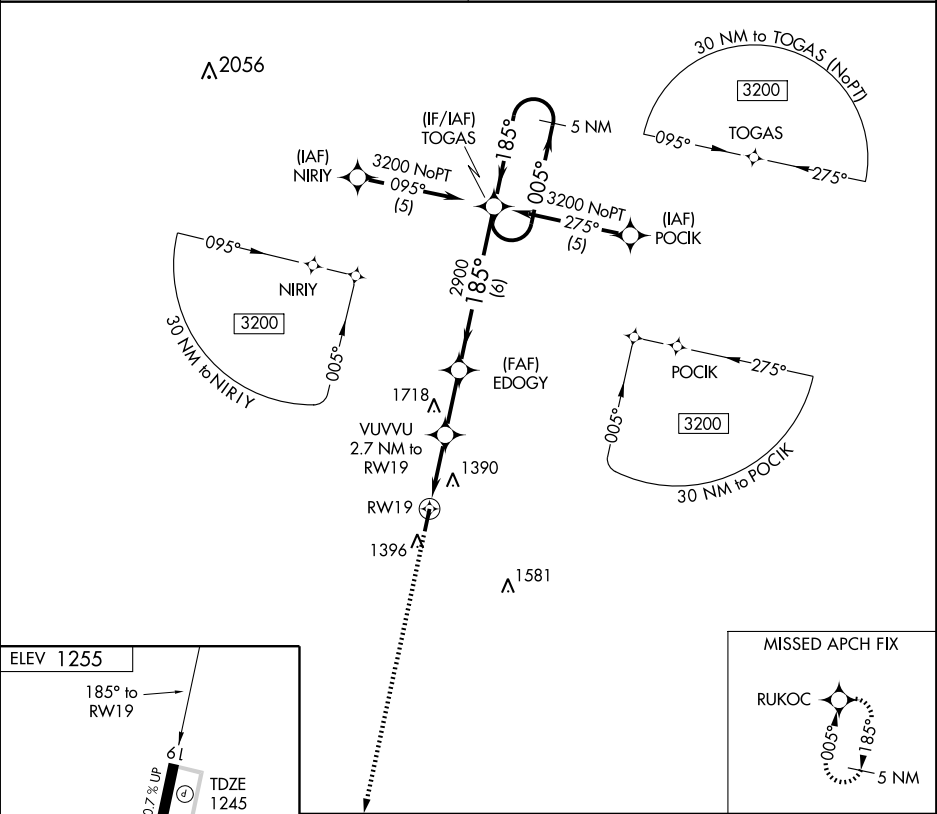 2056
30 NM to TOGAS (NoPT)
3200
TOGAS
095°
275°
(IF/IAF)
TOGAS
185°
5 NM
005°
(IAF)
NIRIY
3200 NoPT
095°
(5)
3200 NoPT
275°
(5)
(IAF)
POCIK
095°
NIRIY
3200
005°
30 NM to NIRIY
2900
185°
(6)
(FAF)
EDOGY
275°
POCIK
005°
3200
30 NM to POCIK
1718
VUVVU
2.7 NM to
RW19
1390
RW19
1396
1581
ELEV 1255
185° to
RW19
19
0.7 % UP
P
TDZE
1245
MISSED APCH FIX
RUKOC
005°
185°
5 NM